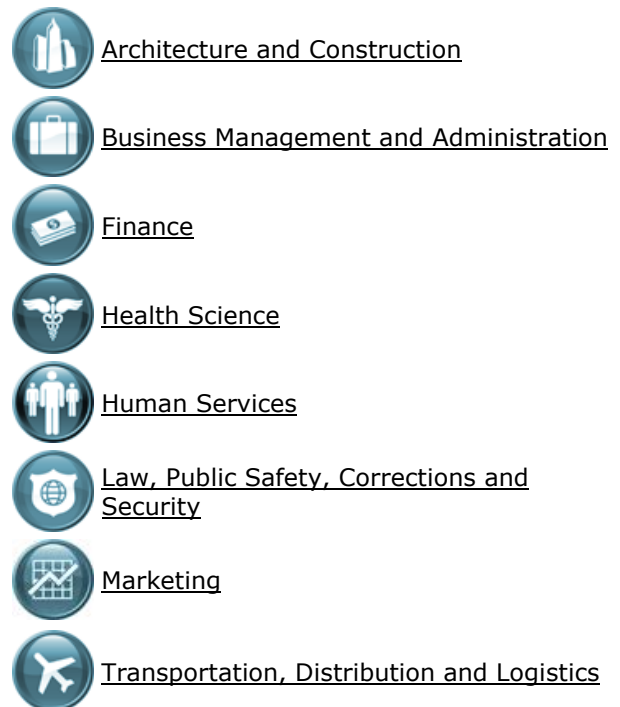 Architecture and Construction
Business Management and Administration
Finance
Health Science
Human Services
Law, Public Safety, Corrections and
Security
Marketing
Transportation, Distribution and Logistics